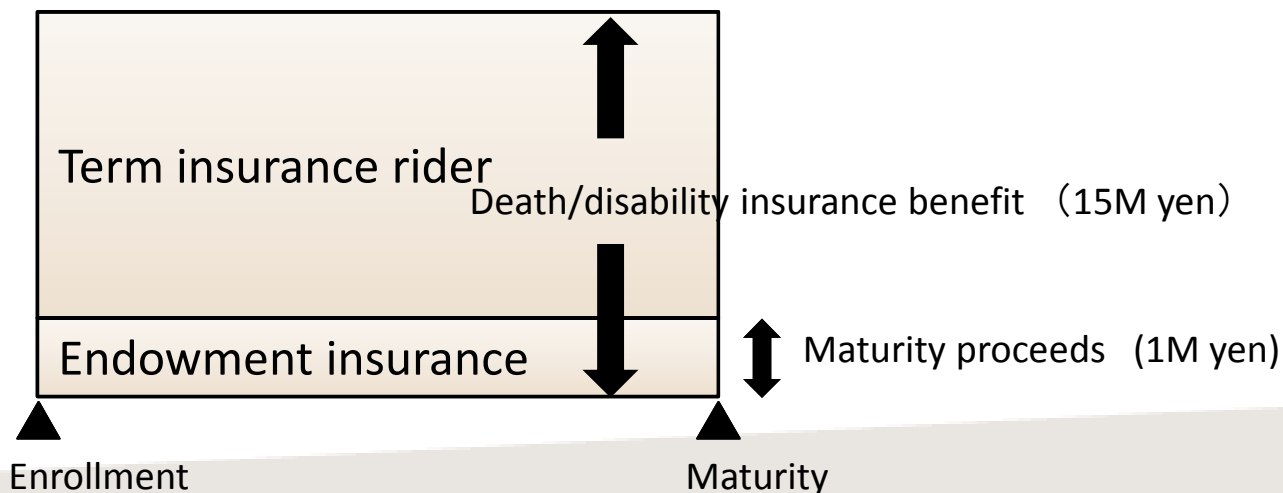 Term insurance rider
Death/disability insurance benefit （15M yen）
Endowment insurance
Maturity proceeds (1M yen)
Enrollment
Maturity